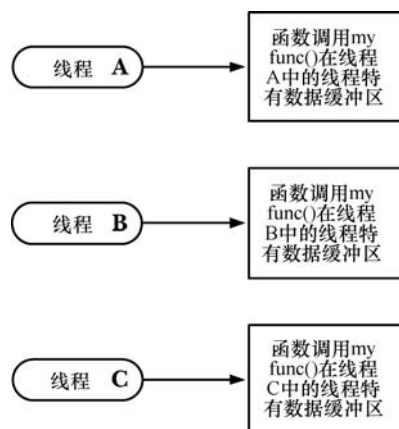 线程 A
函数调用my
func()在线程
A中的线程特
有数据缓冲区
线程 B
函数调用my
func()在线程
B中的线程特
有数据缓冲区
线程 C
函数调用my
func()在线程
C中的线程特
有数据缓冲区